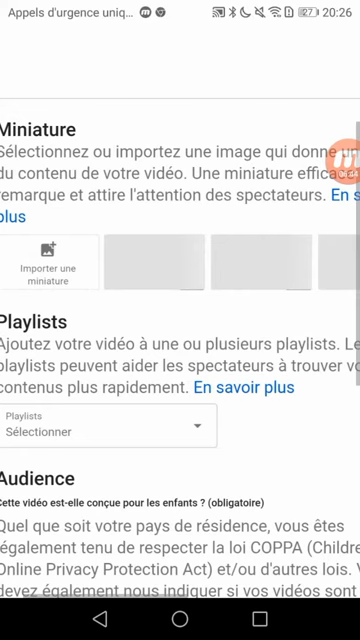 Appels d'urgence uniq... 27 20:26
Miniature
Sélectionnez ou importez une image qui donne un
du contenu de votre vidéo. Une miniature effica
remarque et attire l'attention des spectateurs. En s
plus
06:04
Importer une
miniature
Playlists
Ajoutez votre vidéo à une ou plusieurs playlists. Le
playlists peuvent aider les spectateurs à trouver vo
contenus plus rapidement. En savoir plus
Playlists
Sélectionner
Audience
Cette vidéo est-elle conçue pour les enfants ? (obligatoire)
Quel que soit votre pays de résidence, vous êtes
également tenu de respecter la loi COPPA (Childre
Online Privacy Protection Act) et/ou d'autres lois. V
devez également nous indiquer si vos vidéos sont